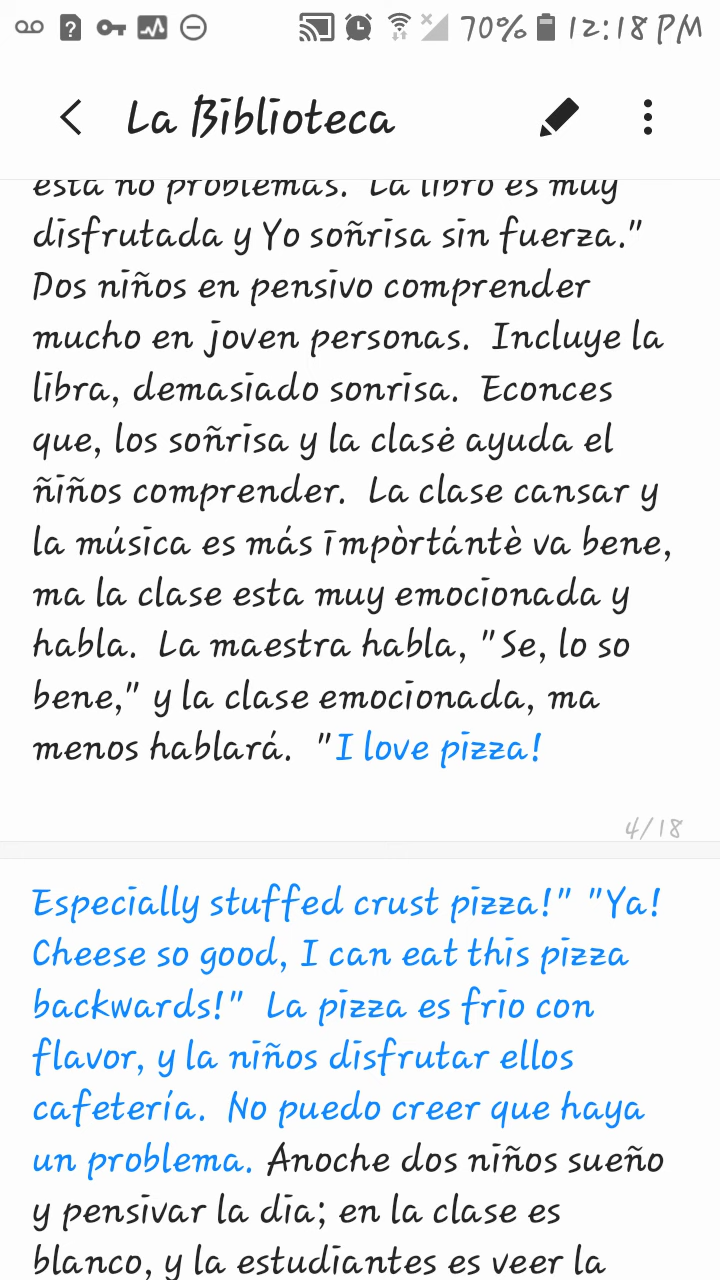 70% 12:18 PM
La Biblioteca
esta no problemas. La libro es muy
disfrutada y Yo soñrisa sin fuerza."
Dos niños en pensivo comprender
mucho en joven personas. Incluye la
libra, demasiado sonrisa. Econces
que, los soñrisa y la clasė ayuda el
ñiños comprender. La clase cansar y
la música es más īmpòrtántè va bene,
ma la clase esta muy emocionada y
habla. La maestra habla, "Se, lo so
bene," y la clase emocionada, ma
menos hablará. "I love pizza!
4/18
Especially stuffed crust pizza!" "Ya!
Cheese so good, I can eat this pizza
backwards!" La pizza es frio con
flavor, y la niños disfrutar ellos
cafetería. No puedo creer que haya
un problema. Anoche dos niños sueño
y pensivar la dia; en la clase es
blanco, y la estudiantes es veer la